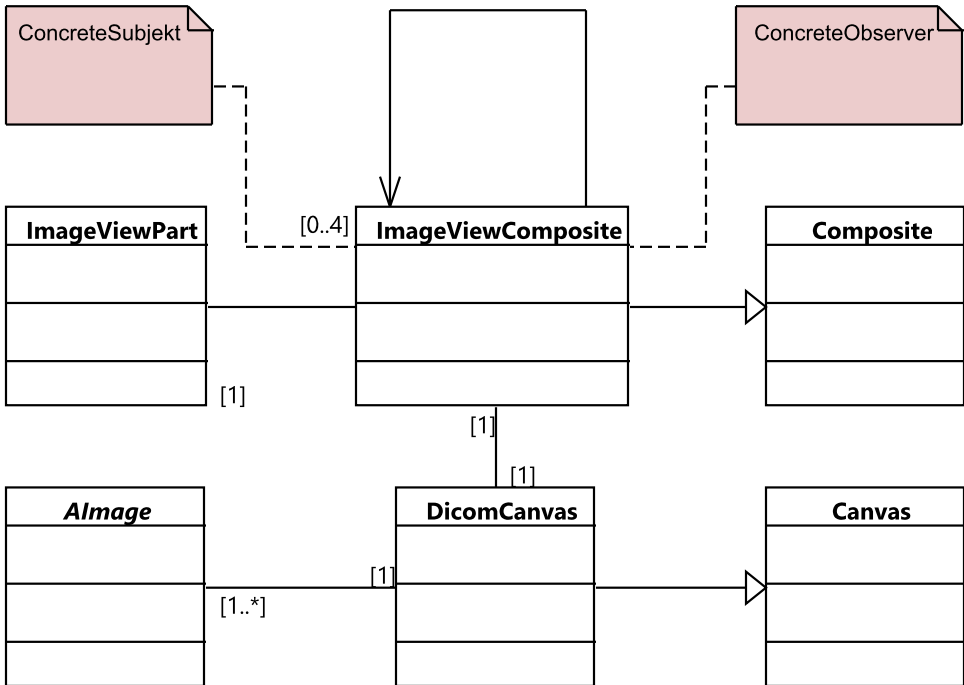 ConcreteSubjekt
ConcreteObserver
[0..4]
ImageViewPart
ImageViewComposite
Composite
[1]
[1]
[1]
AImage
DicomCanvas
Canvas
[1]
[1..*]